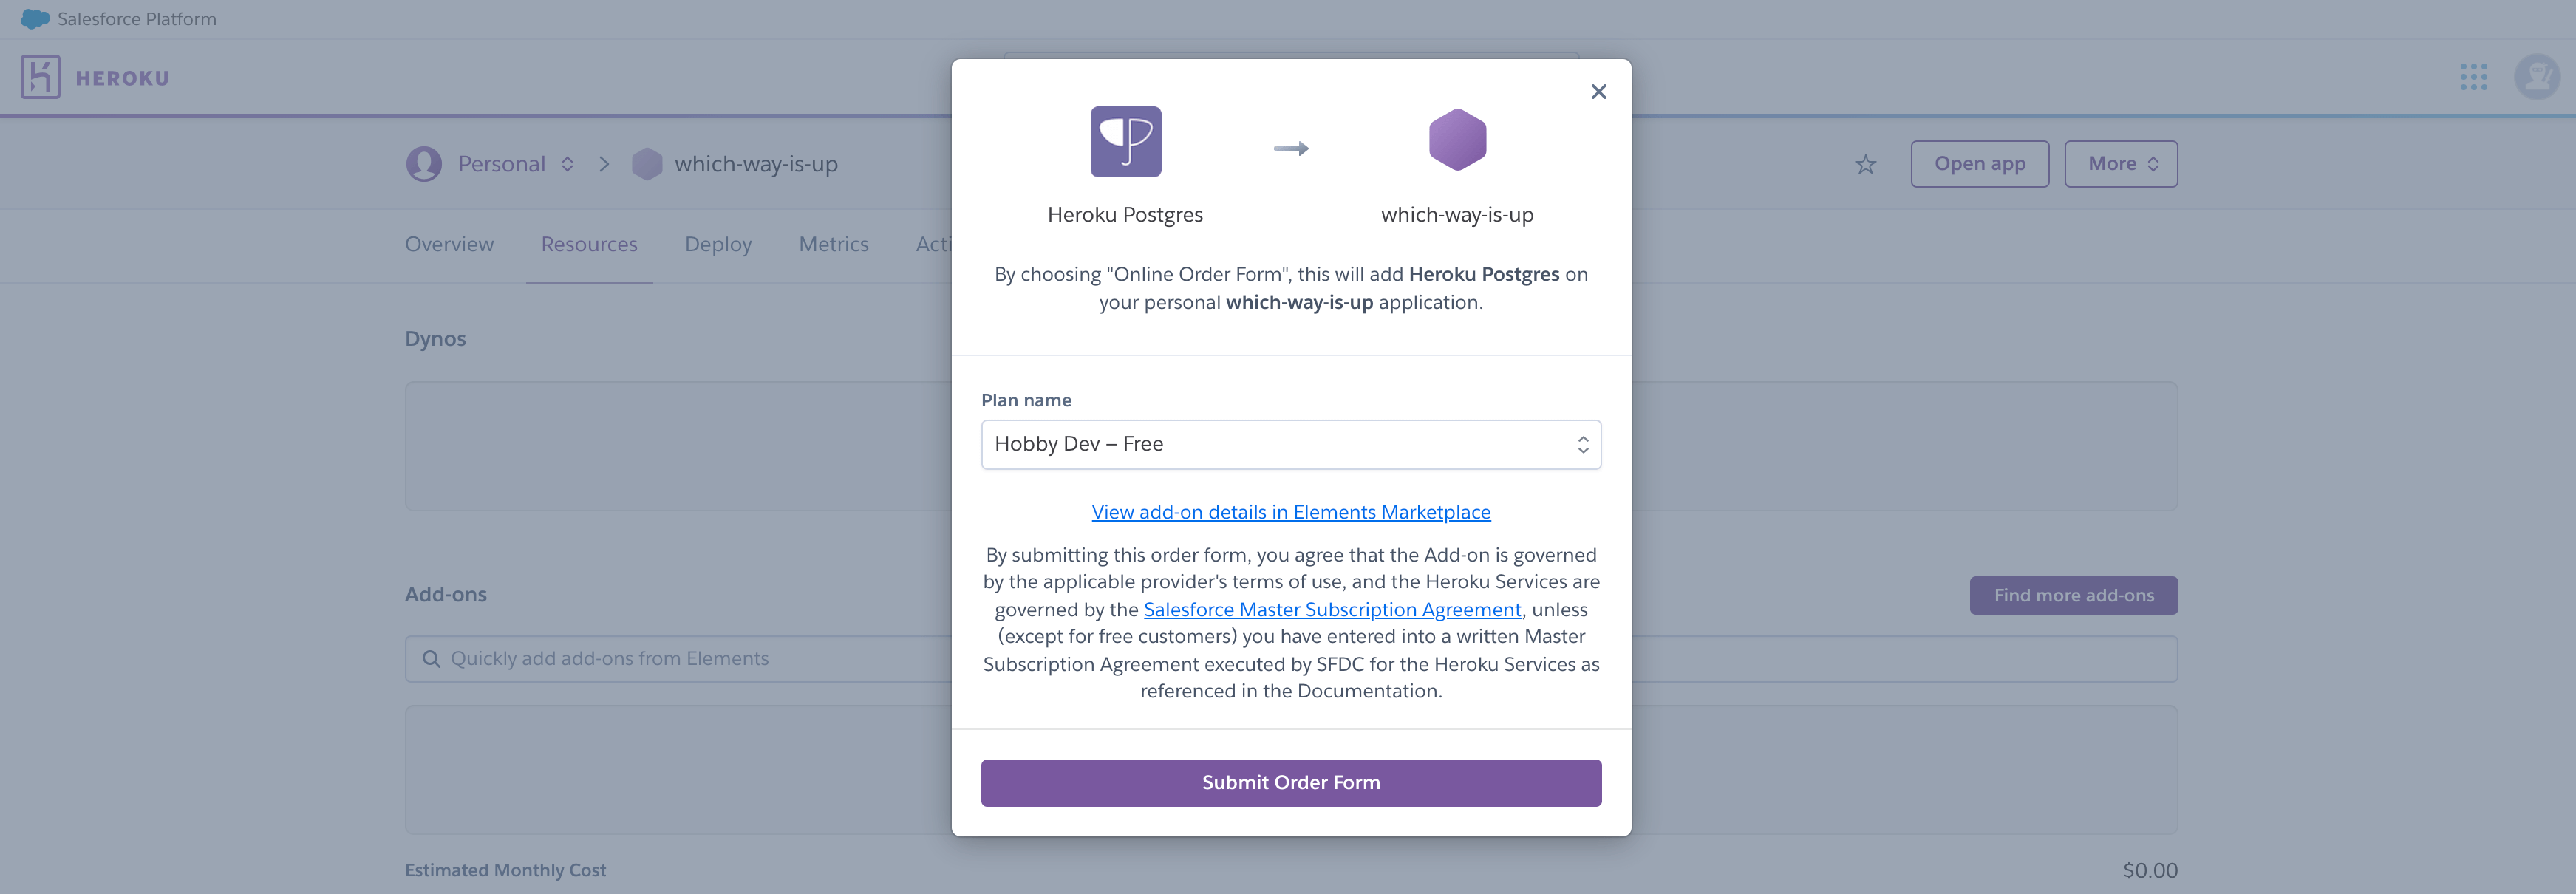 Salesforce Platform
HEROKU
Personal
which-way-is-up
Open app
More
Overview
Resources
Deploy
Metrics
Acti
Dynos
Add-ons
Find more add-ons
Quickly add add-ons from Elements
Estimated Monthly Cost
$0.00
Heroku Postgres
which-way-is-up
By choosing "Online Order Form", this will add Heroku Postgres on
your personal which-way-is-up application.
Plan name
Hobby Dev – Free
View add-on details in Elements Marketplace
By submitting this order form, you agree that the Add-on is governed
by the applicable provider's terms of use, and the Heroku Services are
governed by the Salesforce Master Subscription Agreement, unless
(except for free customers) you have entered into a written Master
Subscription Agreement executed by SFDC for the Heroku Services as
referenced in the Documentation.
Submit Order Form